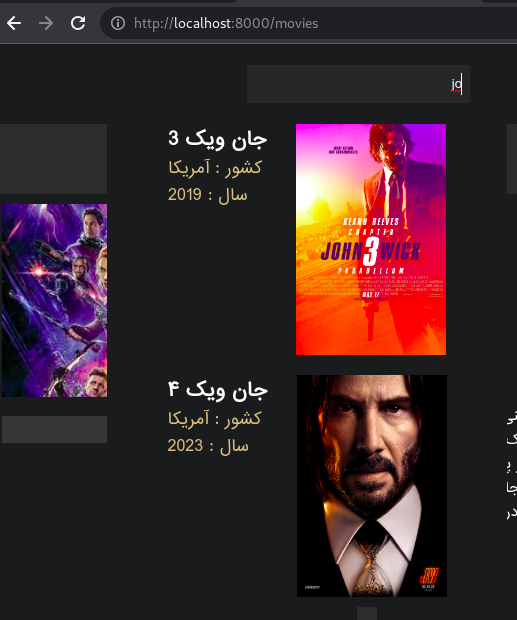 http://localhost:8000/movies
jo
جان ویک 3
کشور : آمریکا
سال : 2019
KEANU REEVES
CHAPTER
JOHN 3 WICK
PARABELLUM
MAY 17
جان ویک ۴
کشور : آمریکا
سال : 2023